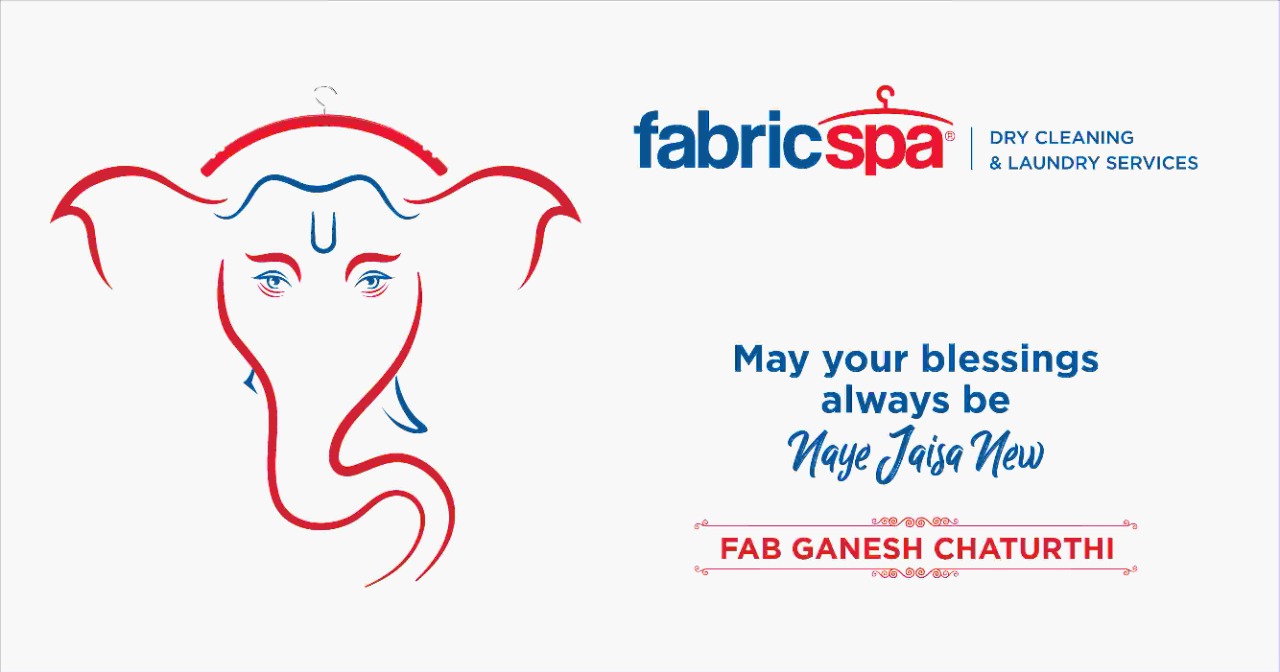 fabricspa®
DRY CLEANING
& LAUNDRY SERVICES
May your blessings
always be
Naye Jaisa New
FAB GANESH CHATURTHI